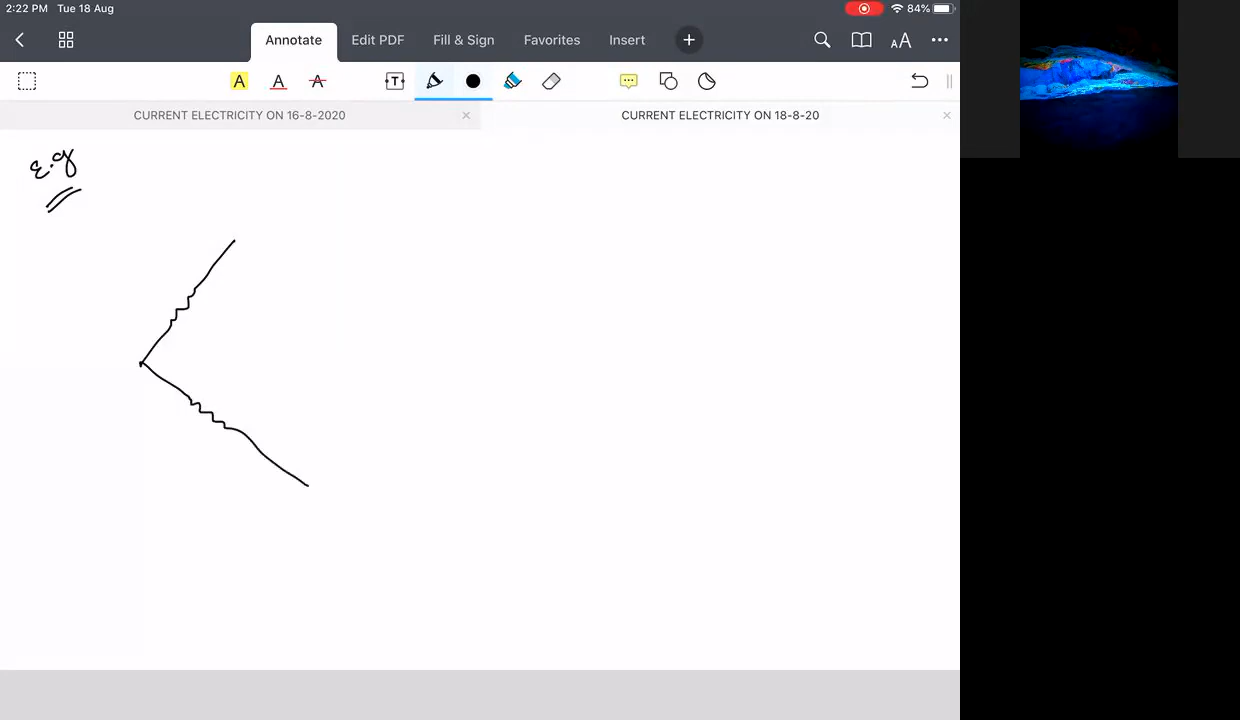 2:22 PM Tue 18 Aug 84%
Annotate Edit PDF Fill & Sign Favorites Insert
AA
A A A T
CURRENT ELECTRICITY ON 16-8-2020 CURRENT ELECTRICITY ON 18-8-20
E.g